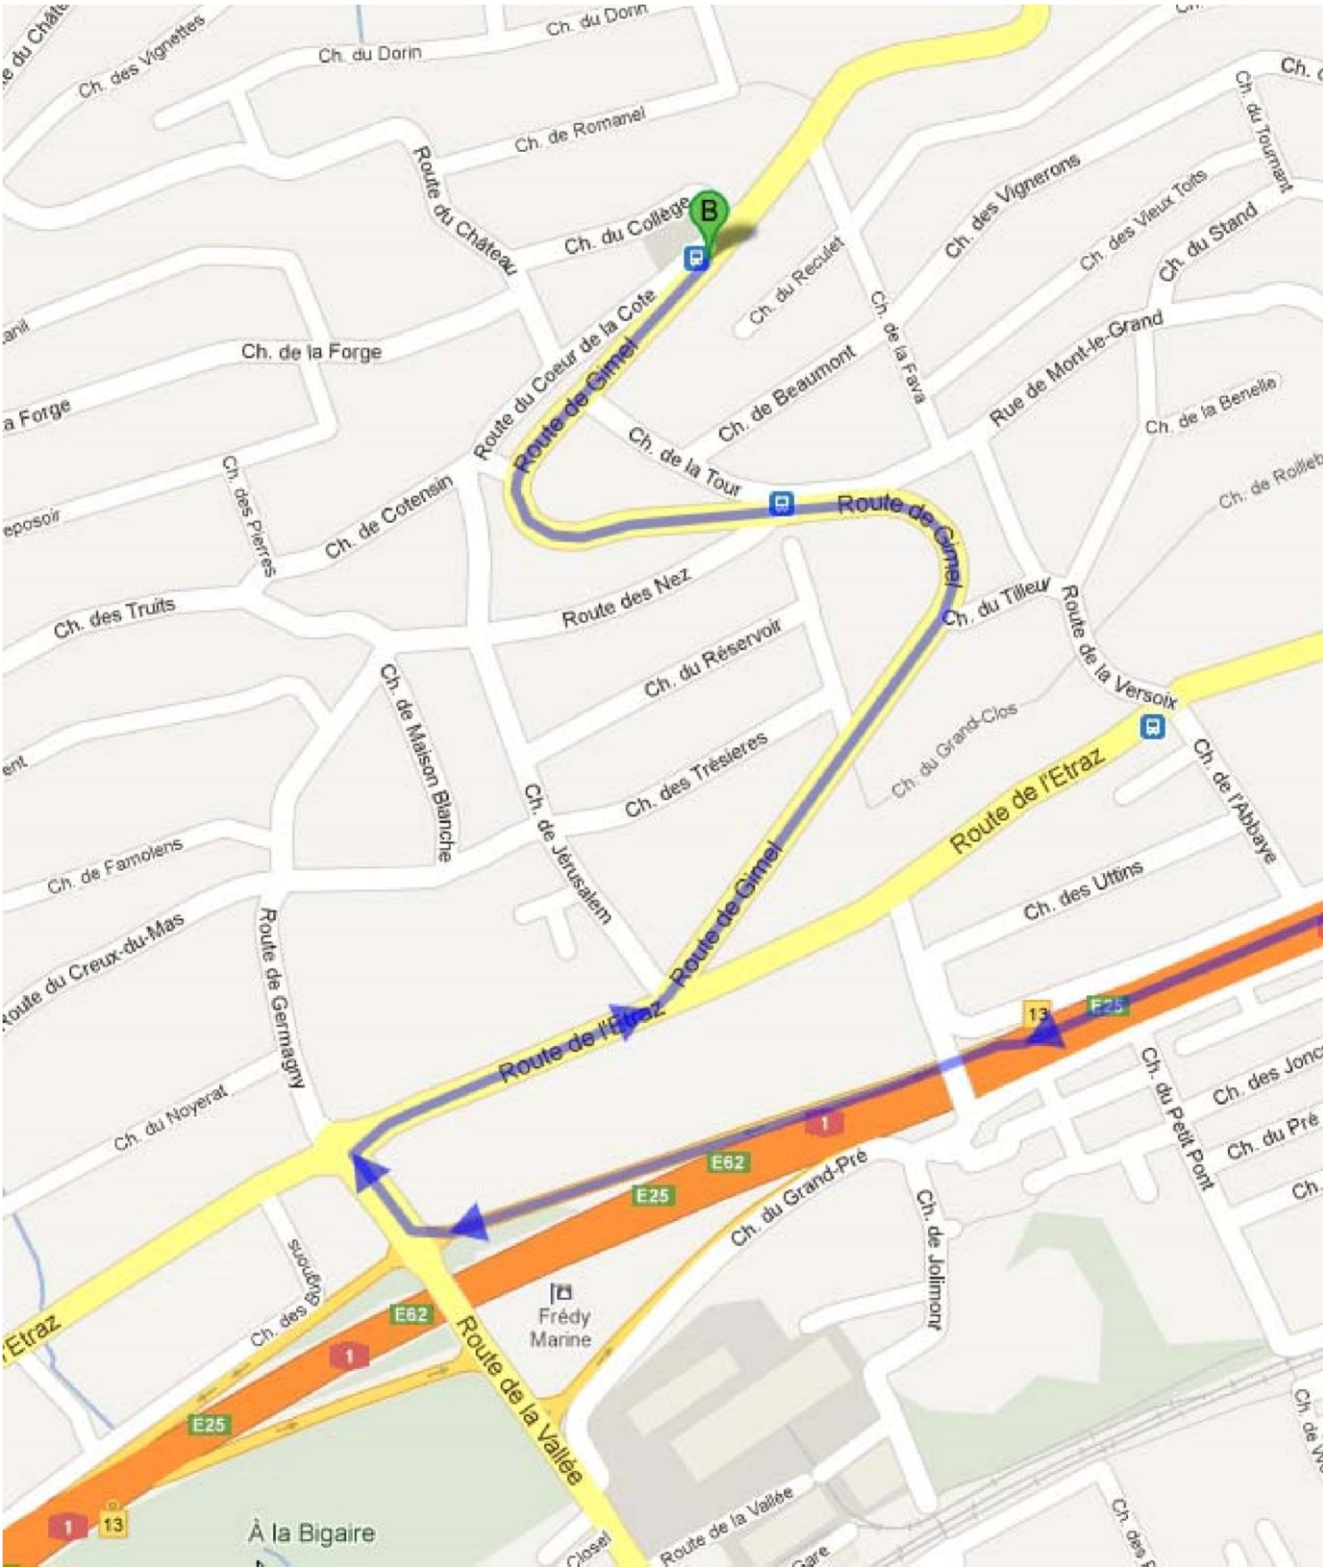 Ch. du Dorin
Ch. des Vignettes
Ch. du Dorin
Ch. de Romanel
Ch. du Tournant
Route du Château
Ch. du Collège
B
Ch. des Vignerons
Ch. des Vieux Toits
Ch. du Stand
Ch. du Reculet
Route du Coeur de la Cote
Ch. de la Fava
Ch. de la Forge
Route de Gimel
Rue de Mont-le-Grand
Ch. de Beaumont
Ch. de la Benelle
a Forge
Ch. de la Tour
Ch. des Pierres
Ch. de Cotensin
Route de Gimel
eposoir
Ch. des Truits
Route des Nez
Ch. du Tilleul
Route de la Versoix
Ch. du Réservoir
Ch. de Maison Blanche
Ch. du Grand-Clos
Ch. des Trésieres
Ch. de l'Abbaye
ent
Route de l'Etraz
Ch. de Jérusalem
Ch. de Famolens
Route de Gimel
Ch. des Uttins
Route du Creux-du-Mas
Route de Germagny
E25
13
Route de l'Etraz
Ch. du Petit Pont
Ch. du Noyerat
1
E62
E25
Ch. du Grand-Pré
Ch. du Pré
Ch.
Ch. de Jolimont
Frédy
Marine
E62
1
l'Etraz
Route de la Vallée
E25
1
13
À la Bigaire
Route de la Vallée
Closel
Gare